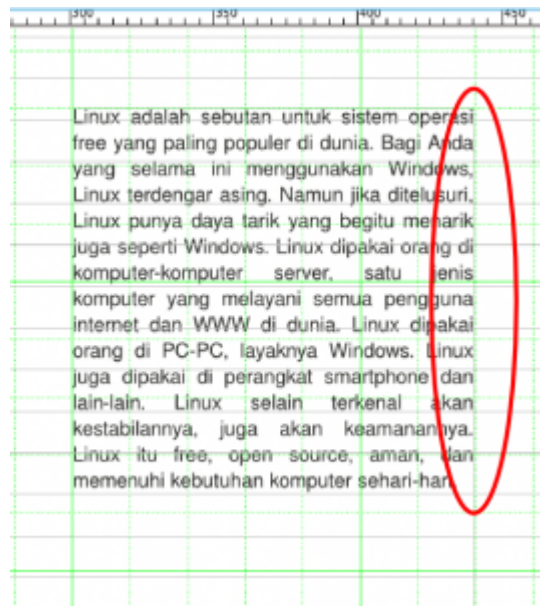 300 400 450
Linux adalah sebutan untuk sistem operasi
free yang paling populer di dunia. Bagi Anda
yang selama ini menggunakan Windows,
Linux terdengar asing. Namun jika ditelusuri,
Linux punya daya tarik yang begitu menarik
juga seperti Windows. Linux dipakai orang di
komputer-komputer server, satu jenis
komputer yang melayani semua pengguna
internet dan WWW di dunia. Linux dipakai
orang di PC-PC, layaknya Windows. Linux
juga dipakai di perangkat smartphone dan
lain-lain. Linux selain terkenal akan
kestabilannya, juga akan keamanannya.
Linux itu free, open source, aman, dan
memenuhi kebutuhan komputer sehari-hari.